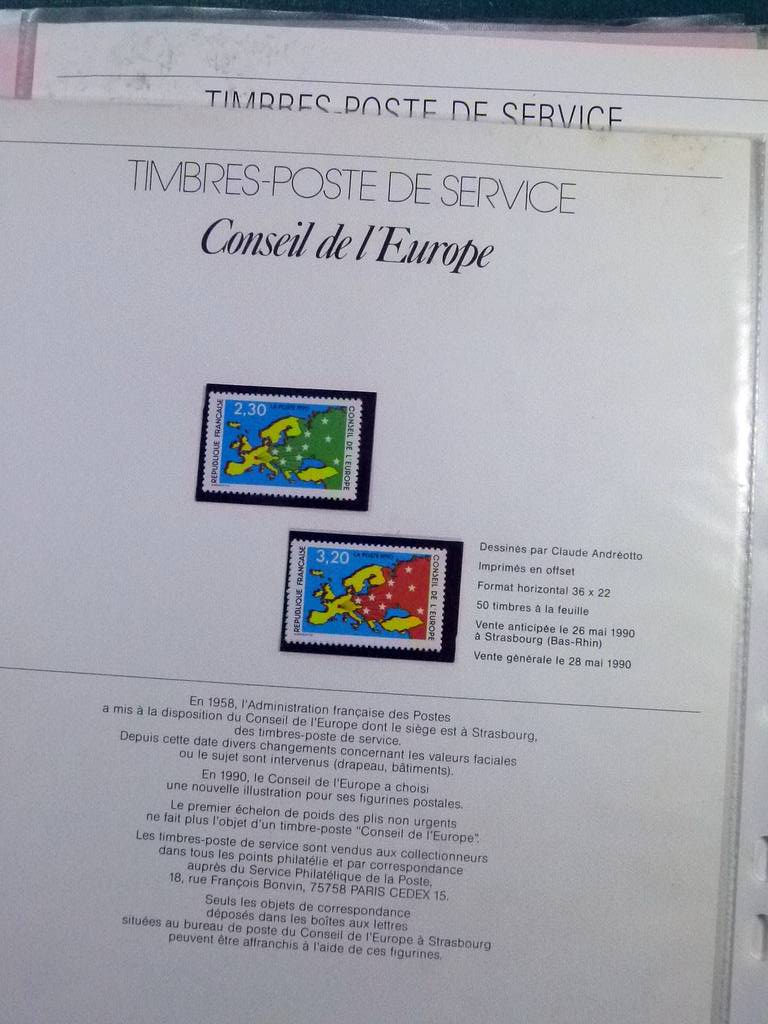 TIMBRES-POSTE DE SERVICE
TIMBRES-POSTE DE SERVICE
Conseil de l'Europe
2,30 LA POSTE 1990
REPUBLIQUE FRANÇAISE
CONSEIL DE L'EUROPE
3,20 LA POSTE 1990
REPUBLIQUE FRANÇAISE
CONSEIL DE L'EUROPE
Dessinés par Claude Andréotto
Imprimés en offset
Format horizontal 36 x 22
50 timbres à la feuille
Vente anticipée le 26 mai 1990
à Strasbourg (Bas-Rhin)
Vente générale le 28 mai 1990
En 1958, l'Administration française des Postes
a mis à la disposition du Conseil de l'Europe dont le siège est à Strasbourg,
des timbres-poste de service.
Depuis cette date divers changements concernant les valeurs faciales
ou le sujet sont intervenus (drapeau, bâtiments).
En 1990, le Conseil de l'Europe a choisi
une nouvelle illustration pour ses figurines postales.
Le premier échelon de poids des plis non urgents
ne fait plus l'objet d'un timbre-poste "Conseil de l'Europe".
Les timbres-poste de service sont vendus aux collectionneurs
dans tous les points philatélie et par correspondance
auprès du Service Philatélique de la Poste,
18, rue François Bonvin, 75758 PARIS CEDEX 15.
Seuls les objets de correspondance
déposés dans les boîtes aux lettres
situées au bureau de poste du Conseil de l'Europe à Strasbourg
peuvent être affranchis à l'aide de ces figurines.